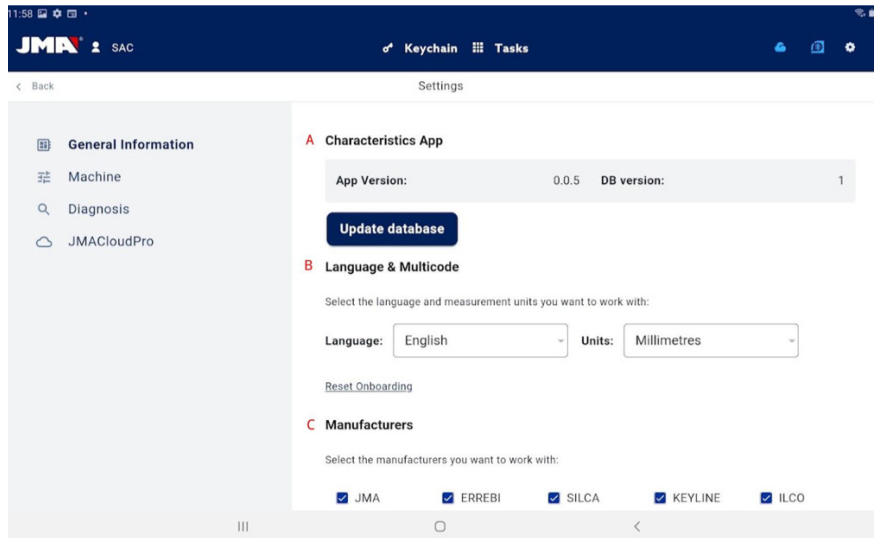 11:58
JMA SAC Keychain Tasks
Back Settings
General Information
Machine
Diagnosis
JMACloudPro
A Characteristics App
App Version: 0.0.5 DB version: 1
Update database
B Language & Multicode
Select the language and measurement units you want to work with:
Language: English Units: Millimetres
Reset Onboarding
C Manufacturers
Select the manufacturers you want to work with:
JMA ERREBI SILCA KEYLINE ILCO